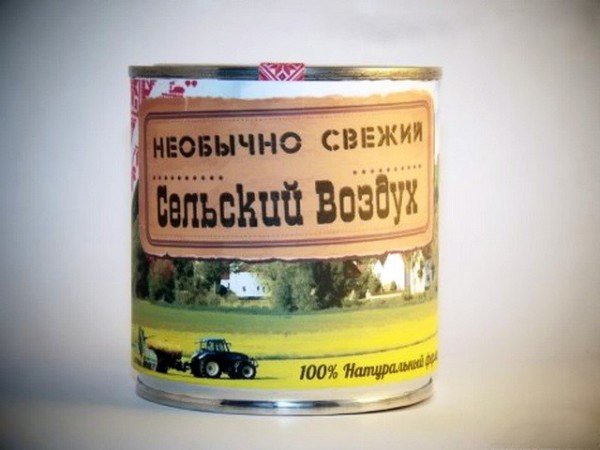 НЕОБЫЧНО СВЕЖИЙ
Сельский Воздух
100% Натуральный